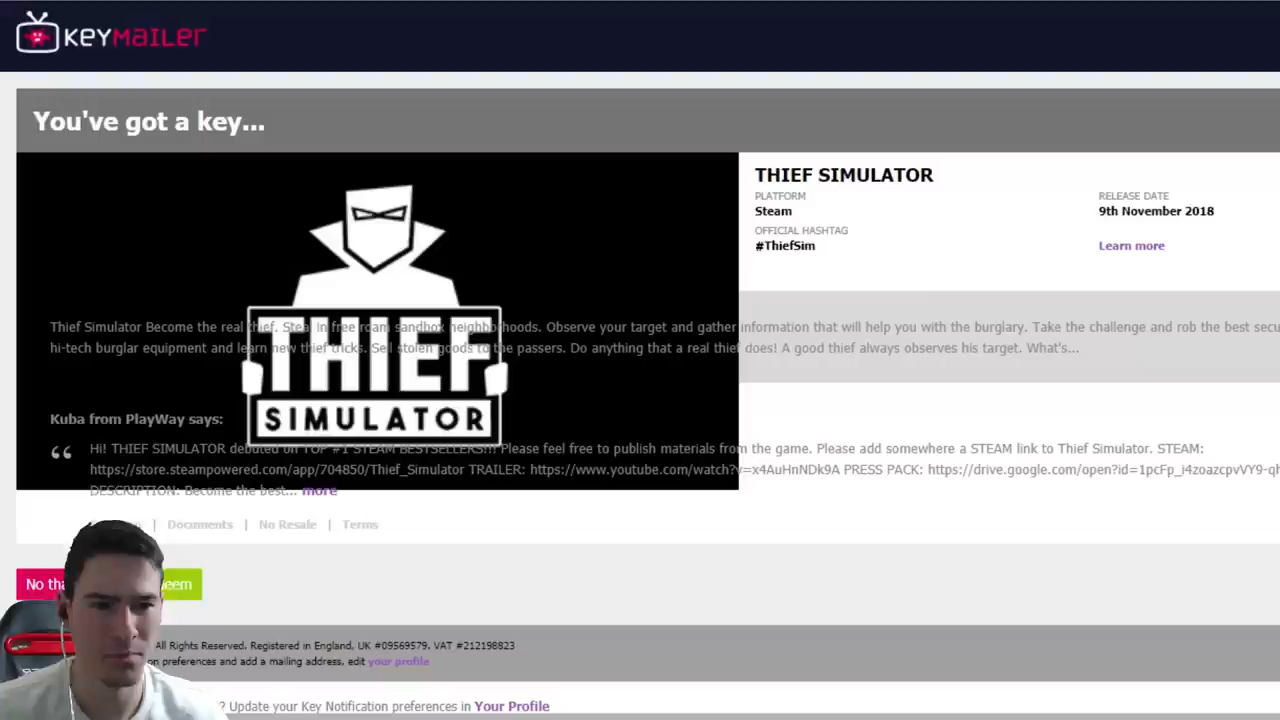 KEYMAILER
You've got a key...
THIEF SIMULATOR
PLATFORM
Steam
RELEASE DATE
9th November 2018
OFFICIAL HASHTAG
#ThiefSim
Learn more
THIEF
SIMULATOR
Thief Simulator Become the real thief. Steal in free roam sandbox neighborhoods. Observe your target and gather information that will help you with the burglary. Take the challenge and rob the best secu
hi-tech burglar equipment and learn new thief tricks. Sell stolen goods to the passers. Do anything that a real thief does! A good thief always observes his target. What's...
Kuba from PlayWay says:
“ Hi! THIEF SIMULATOR debuted on TOP #1 STEAM BESTSELLERS!!! Please feel free to publish materials from the game. Please add somewhere a STEAM link to Thief Simulator. STEAM:
https://store.steampowered.com/app/704850/Thief_Simulator TRAILER: https://www.youtube.com/watch?v=x4AuHnNDk9A PRESS PACK: https://drive.google.com/open?id=1pcFp_i4zoazcpvVY9-qh
DESCRIPTION: Become the best... more
| Documents | No Resale | Terms
No tha eem
All Rights Reserved. Registered in England, UK #09569579. VAT #212198823
on preferences and add a mailing address, edit your profile
? Update your Key Notification preferences in Your Profile